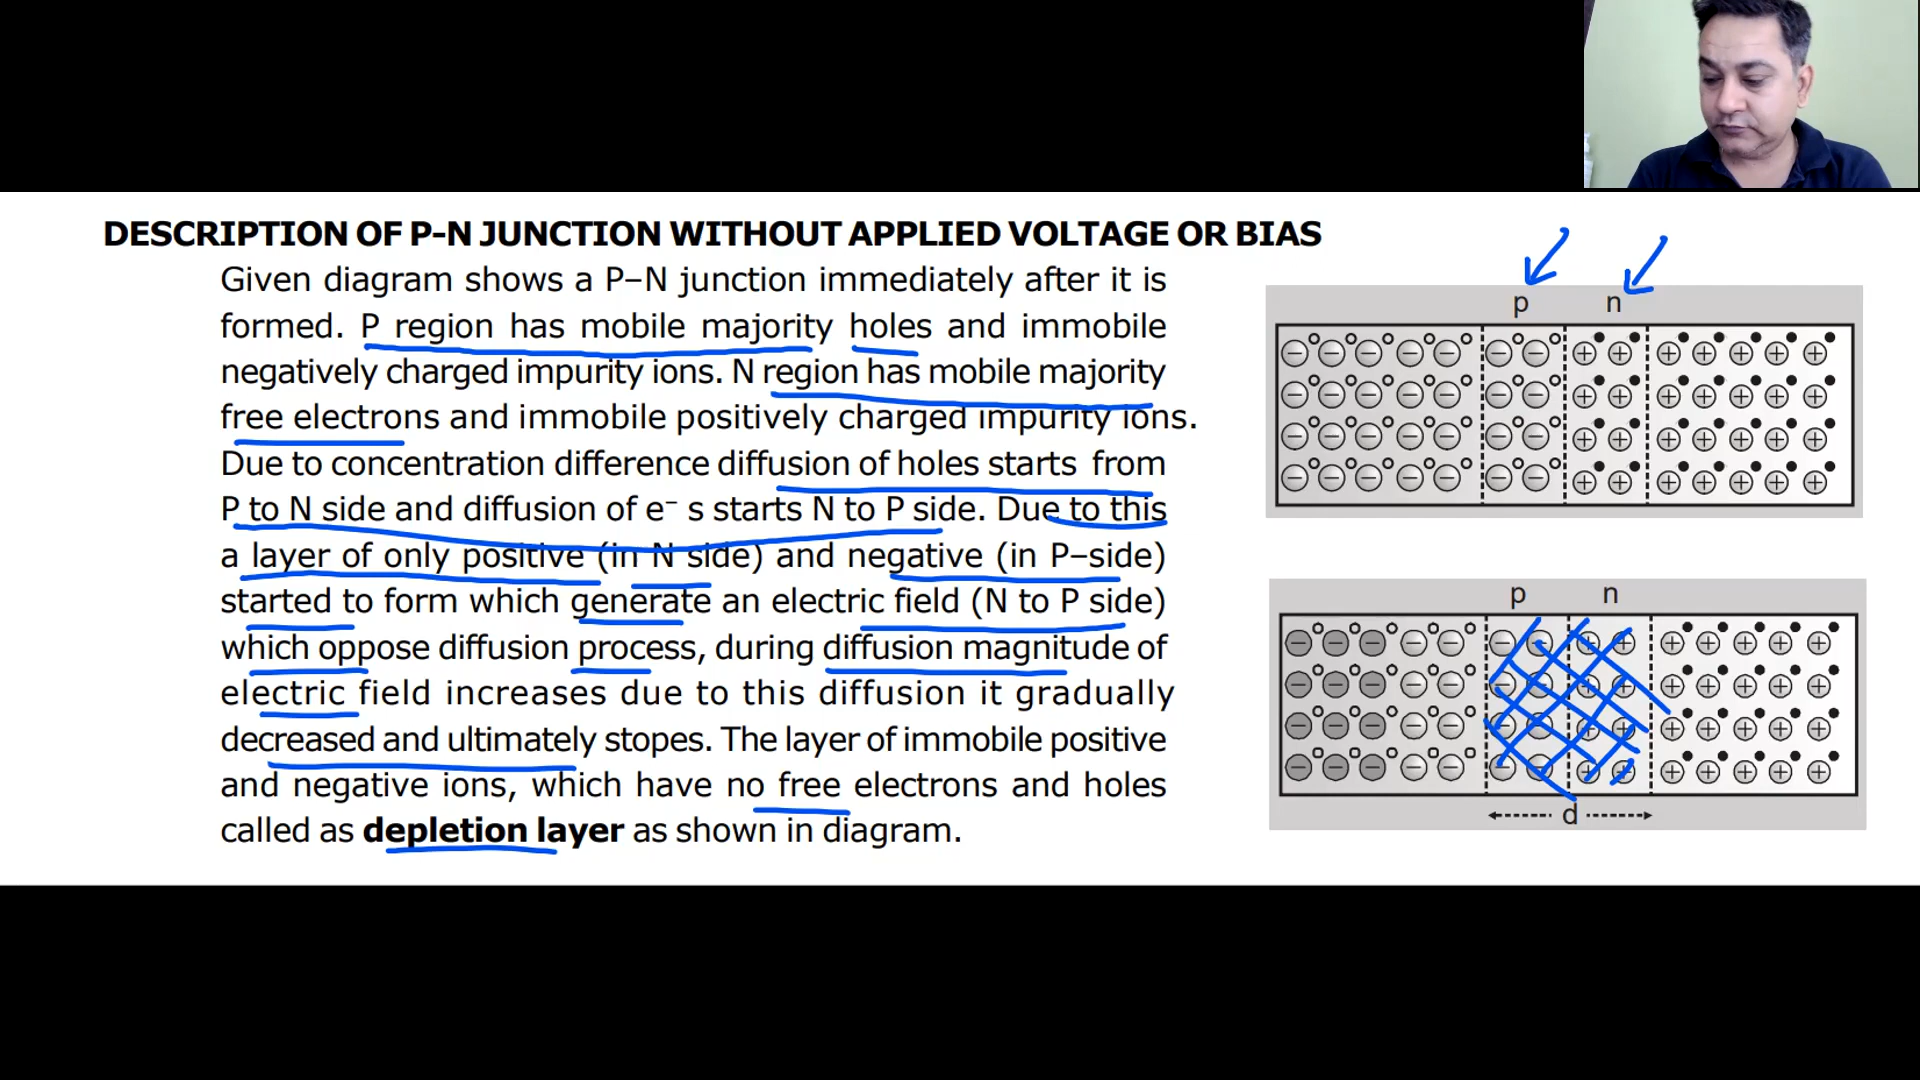 DESCRIPTION OF P-N JUNCTION WITHOUT APPLIED VOLTAGE OR BIAS
Given diagram shows a P–N junction immediately after it is
formed. P region has mobile majority holes and immobile
negatively charged impurity ions. N region has mobile majority
free electrons and immobile positively charged impurity ions.
Due to concentration difference diffusion of holes starts from
P to N side and diffusion of e⁻ s starts N to P side. Due to this
a layer of only positive (in N side) and negative (in P–side)
started to form which generate an electric field (N to P side)
which oppose diffusion process, during diffusion magnitude of
electric field increases due to this diffusion it gradually
decreased and ultimately stopes. The layer of immobile positive
and negative ions, which have no free electrons and holes
called as depletion layer as shown in diagram.
p n
p n
d